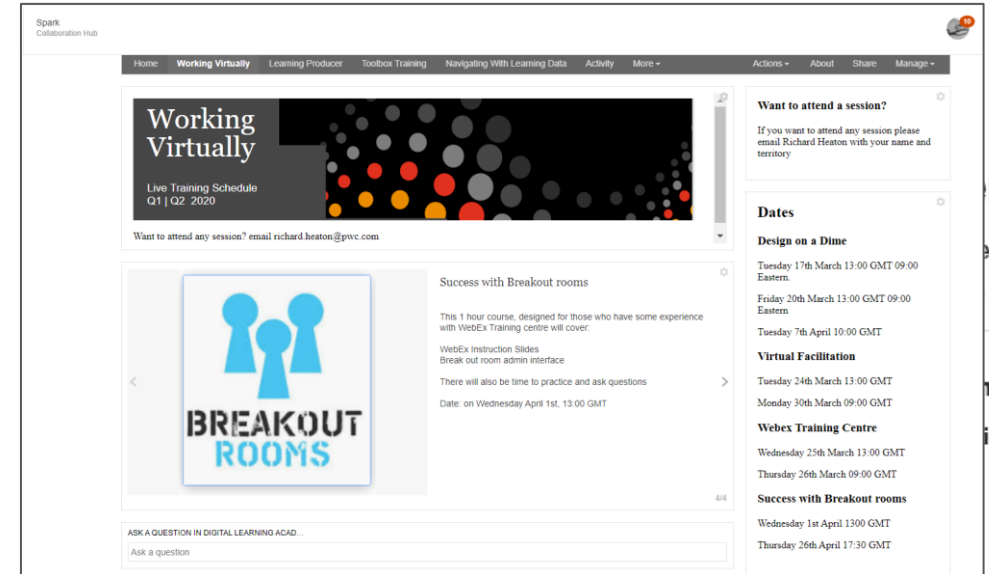 Spark
Collaboration Hub
10
Home Working Virtually Learning Producer Toolbox Training Navigating With Learning Data Activity More Actions About Share Manage
Working
Virtually
Live Training Schedule
Q1 | Q2 2020
Want to attend any session? email richard.heaton@pwc.com
BREAKOUT
ROOMS
Success with Breakout rooms
This 1 hour course, designed for those who have some experience
with WebEx Training centre will cover:
WebEx Instruction Slides
Break out room admin interface
There will also be time to practice and ask questions
Date: on Wednesday April 1st, 13:00 GMT
4/4
ASK A QUESTION IN DIGITAL LEARNING ACAD...
Ask a question
Want to attend a session?
If you want to attend any session please
email Richard Heaton with your name and
territory
Dates
Design on a Dime
Tuesday 17th March 13:00 GMT 09:00
Eastern.
Friday 20th March 13:00 GMT 09:00
Eastern
Tuesday 7th April 10:00 GMT
Virtual Facilitation
Tuesday 24th March 13:00 GMT
Monday 30th March 09:00 GMT
Webex Training Centre
Wednesday 25th March 13:00 GMT
Thursday 26th March 09:00 GMT
Success with Breakout rooms
Wednesday 1st April 1300 GMT
Thursday 26th April 17:30 GMT